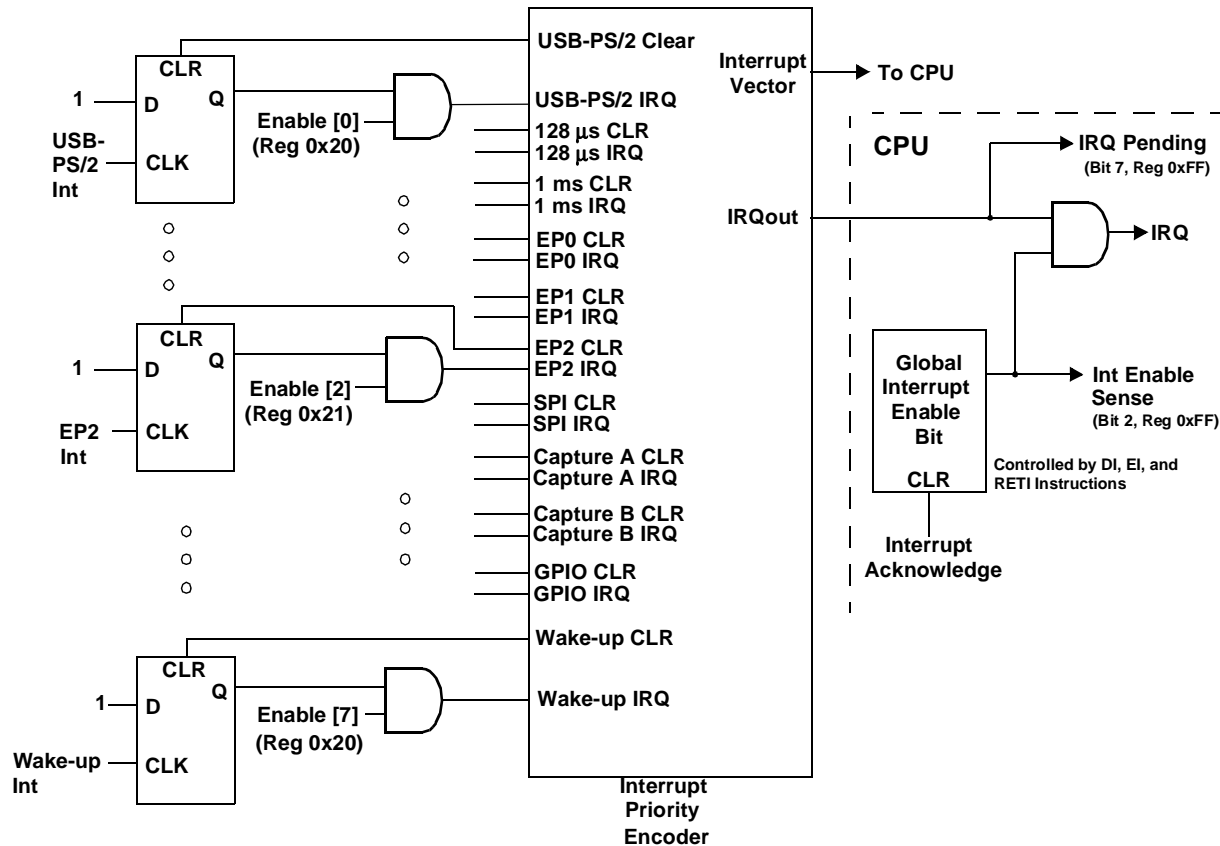 CLR
D
Q
CLK
1
USB-
PS/2
Int
Enable [0]
(Reg 0x20)
CLR
D
Q
CLK
1
EP2
Int
Enable [2]
(Reg 0x21)
CLR
D
Q
CLK
1
Wake-up
Int
Enable [7]
(Reg 0x20)
USB-PS/2 Clear
USB-PS/2 IRQ
128 μs CLR
128 μs IRQ
1 ms CLR
1 ms IRQ
EP0 CLR
EP0 IRQ
EP1 CLR
EP1 IRQ
EP2 CLR
EP2 IRQ
SPI CLR
SPI IRQ
Capture A CLR
Capture A IRQ
Capture B CLR
Capture B IRQ
GPIO CLR
GPIO IRQ
Wake-up CLR
Wake-up IRQ
Interrupt
Vector
IRQout
Interrupt
Priority
Encoder
To CPU
CPU
IRQ Pending
(Bit 7, Reg 0xFF)
IRQ
Global
Interrupt
Enable
Bit
CLR
Int Enable
Sense
(Bit 2, Reg 0xFF)
Controlled by DI, EI, and
RETI Instructions
Interrupt
Acknowledge